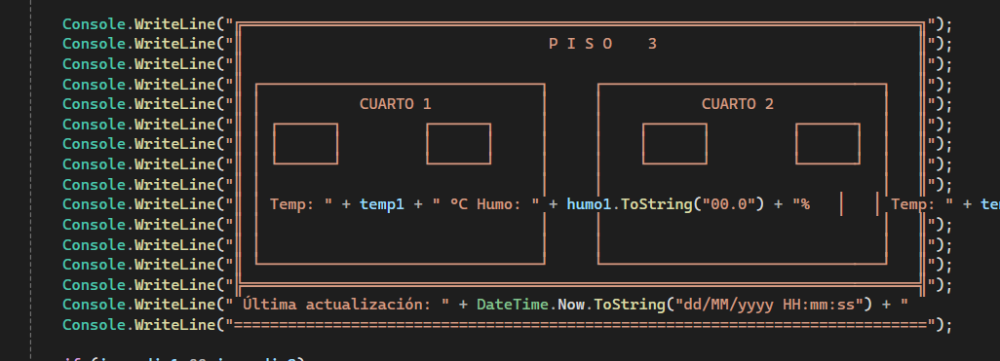 Console.WriteLine("╔═══════════════════════════════════════════════════════════════════════════╗");
Console.WriteLine("║                                  P I S O    3                             ║");
Console.WriteLine("║                                                                           ║");
Console.WriteLine("║ ┌───────────────────────────────┐     ┌───────────────────────────────┐   ║");
Console.WriteLine("║ │           CUARTO 1            │     │           CUARTO 2            │   ║");
Console.WriteLine("║ │ ┌──────┐         ┌──────┐     │     │    ┌──────┐         ┌──────┐  │   ║");
Console.WriteLine("║ │ │      │         │      │     │     │    │      │         │      │  │   ║");
Console.WriteLine("║ │ │      │         │      │     │     │    │      │         │      │  │   ║");
Console.WriteLine("║ │ └──────┘         └──────┘     │     │    └──────┘         └──────┘  │   ║");
Console.WriteLine("║ │                               │     │                               │   ║");
Console.WriteLine("║ │ Temp: " + temp1 + " °C Humo: " + humo1.ToString("00.0") + "%   │   │ Temp: " + te
Console.WriteLine("║ │                               │     │                               │   ║");
Console.WriteLine("║ │                               │     │                               │   ║");
Console.WriteLine("║ └───────────────────────────────┘     └───────────────────────────────┘   ║");
Console.WriteLine("╠═══════════════════════════════════════════════════════════════════════════╣");
Console.WriteLine(" Última actualización: " + DateTime.Now.ToString("dd/MM/yyyy HH:mm:ss") + "
Console.WriteLine("=============================================================================");